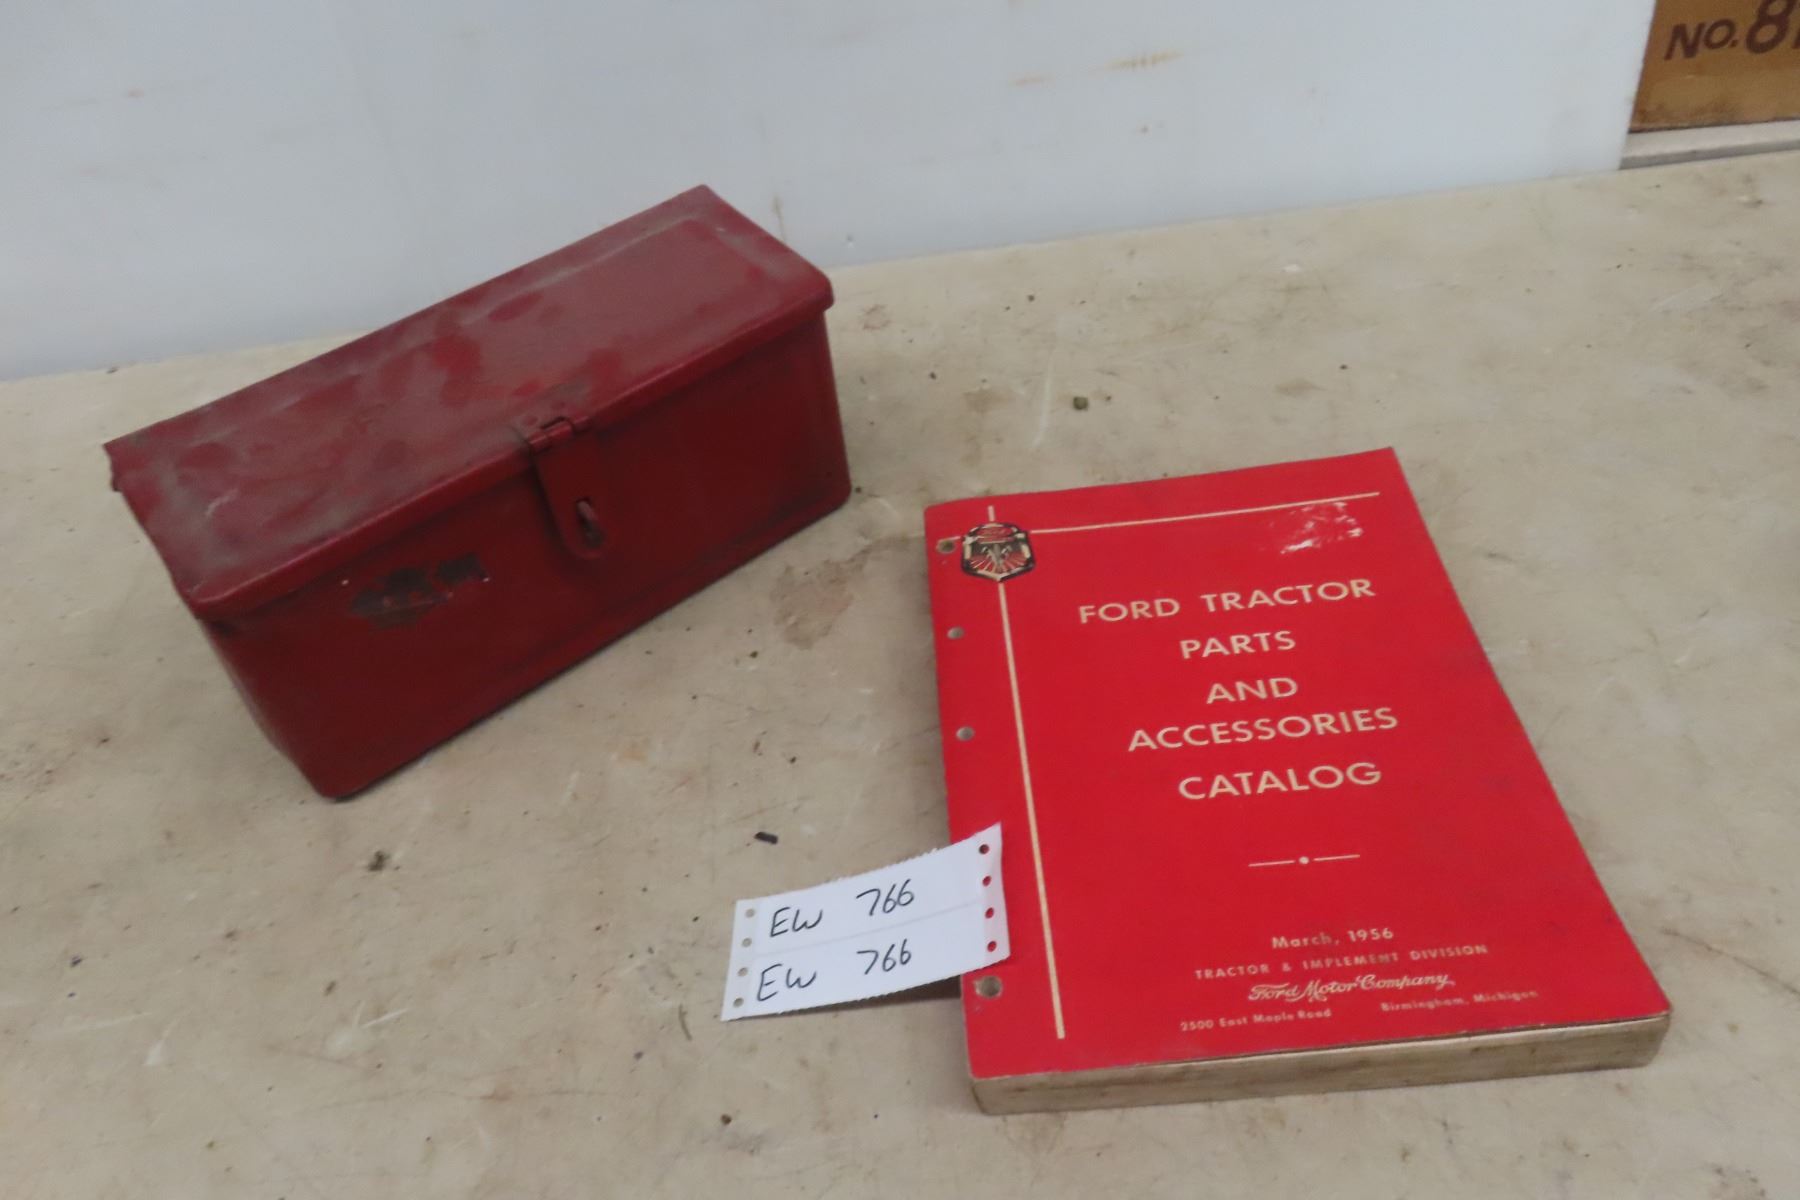 NO. 8
FORD TRACTOR
PARTS
AND
ACCESSORIES
CATALOG
March, 1956
TRACTOR & IMPLEMENT DIVISION
Ford Motor Company
2500 East Maple Road Birmingham, Michigan
EW 766
EW 766